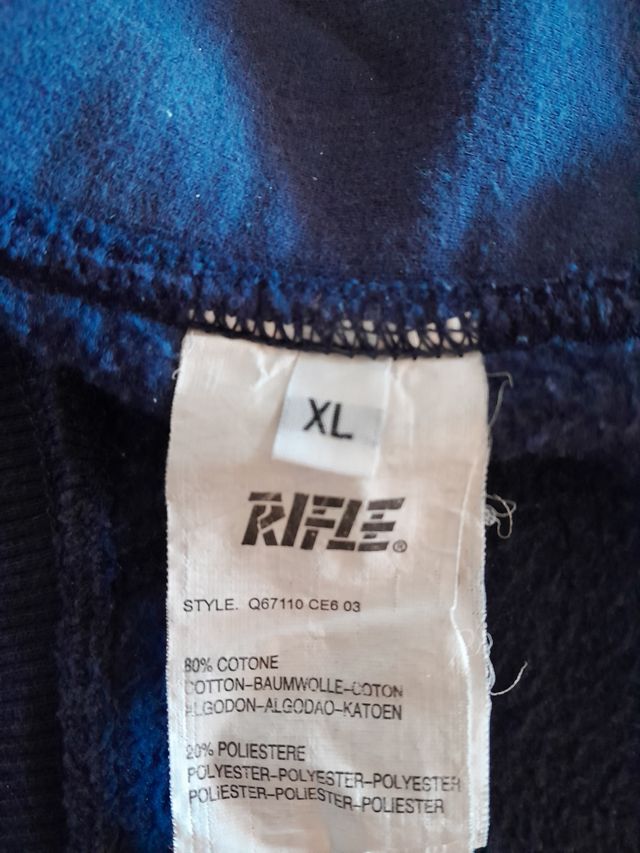 XL
RIFLE®
STYLE. Q67110 CE6 03
80% COTONE
COTTON-BAUMWOLLE-COTON
ALGODON-ALGODAO-KATOEN
20% POLIESTERE
POLYESTER-POLYESTER-POLYESTER
POLIESTER-POLIESTER-POLIESTER